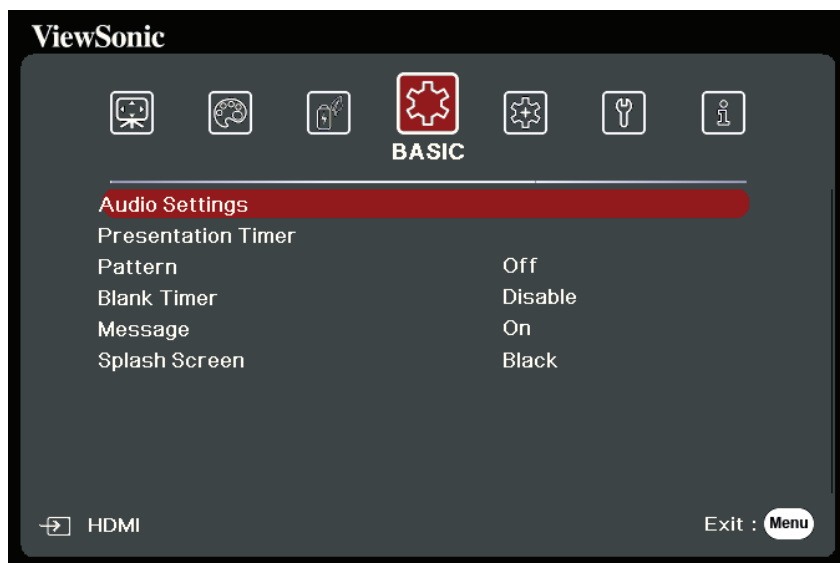 ViewSonic
BASIC
Audio Settings
Presentation Timer
Pattern Off
Blank Timer Disable
Message On
Splash Screen Black
HDMI Exit : Menu